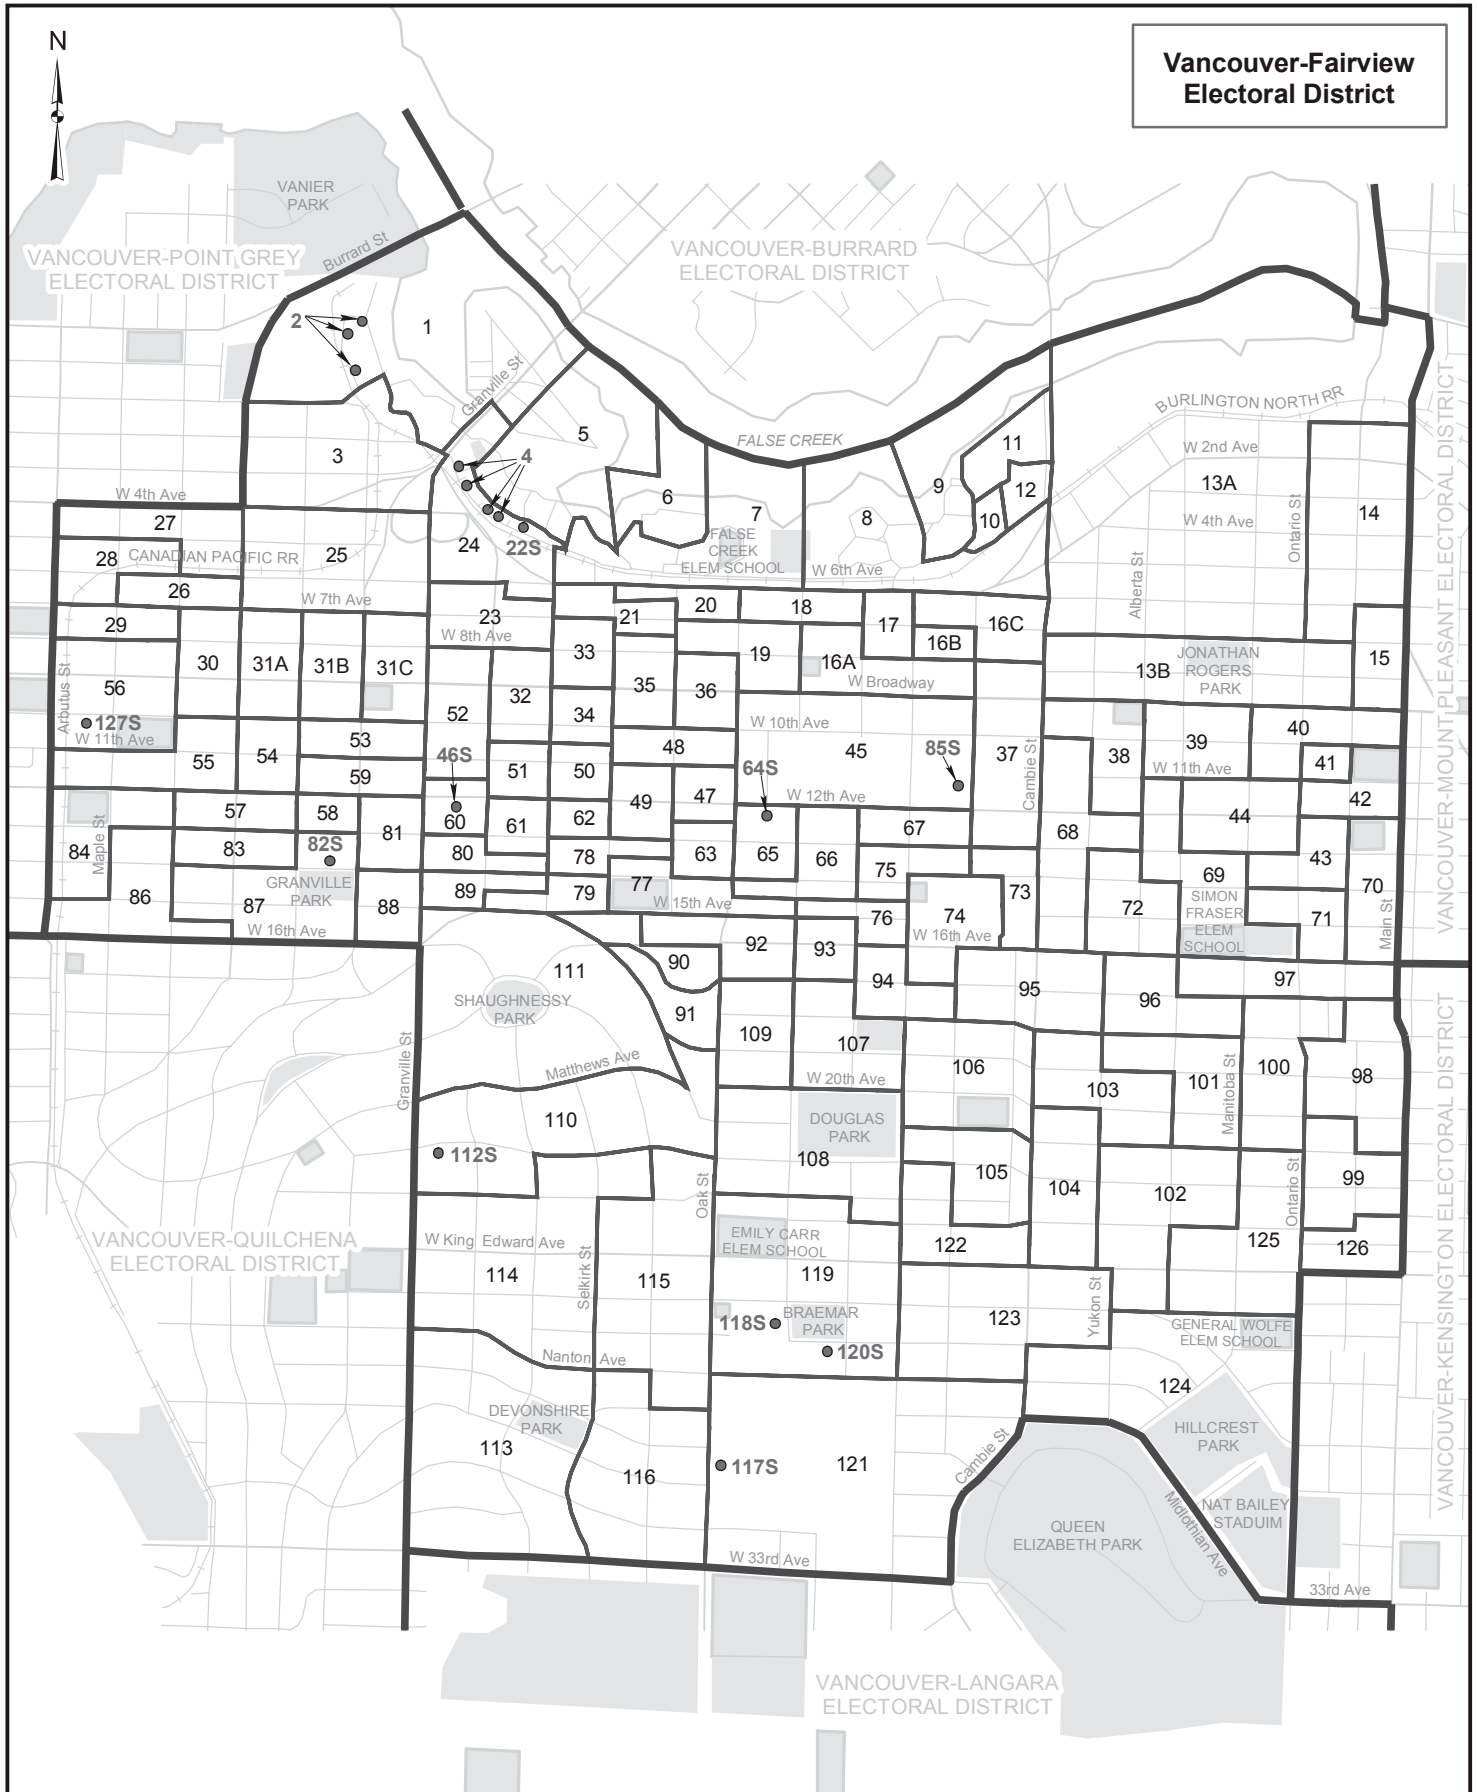 N
Vancouver-Fairview
Electoral District
VANIER
PARK
VANCOUVER-POINT GREY
ELECTORAL DISTRICT
Burrard St
VANCOUVER-BURRARD
ELECTORAL DISTRICT
2
1
Granville St
5
4
3
FALSE CREEK
BURLINGTON NORTH RR
11
W 2nd Ave
9
12
13A
6
7
8
10
W 4th Ave
Ontario St
14
W 4th Ave
27
28
CANADIAN PACIFIC RR
25
24
22S
FALSE
CREEK
ELEM SCHOOL
W 6th Ave
Alberta St
26
W 7th Ave
23
20
18
21
17
16C
29
W 8th Ave
16B
30
31A
31B
31C
33
19
16A
W Broadway
13B
JONATHAN
ROGERS
PARK
15
VANCOUVER-MOUNT PLEASANT ELECTORAL DISTRICT
Arbutus St
56
32
35
36
127S
W 11th Ave
52
34
W 10th Ave
40
53
39
55
54
46S
48
45
85S
37
Cambie St
38
W 11th Ave
41
59
51
50
64S
W 12th Ave
42
57
58
49
47
44
60
61
62
67
68
81
82S
43
84
Maple St
83
80
78
63
65
66
75
69
86
GRANVILLE
PARK
89
79
77
W 15th Ave
73
72
SIMON
FRASER
ELEM
SCHOOL
70
87
88
76
74
71
Main St
W 16th Ave
W 16th Ave
92
93
90
111
94
95
96
97
SHAUGHNESSY
PARK
91
109
107
Granville St
Matthews Ave
W 20th Ave
106
103
101
Manitoba St
100
98
110
DOUGLAS
PARK
112S
108
105
104
102
99
Oak St
Ontario St
VANCOUVER-QUILCHENA
ELECTORAL DISTRICT
W King Edward Ave
EMILY CARR
ELEM SCHOOL
122
125
126
114
Selkirk St
115
119
VANCOUVER-KENSINGTON ELECTORAL DISTRICT
118S
BRAEMAR
PARK
123
Yukon St
GENERAL WOLFE
ELEM SCHOOL
120S
Nanton Ave
124
DEVONSHIRE
PARK
HILLCREST
PARK
113
116
117S
121
Cambie St
NAT BAILEY
STADUIM
QUEEN
ELIZABETH PARK
Midlothian Ave
W 33rd Ave
33rd Ave
VANCOUVER-LANGARA
ELECTORAL DISTRICT